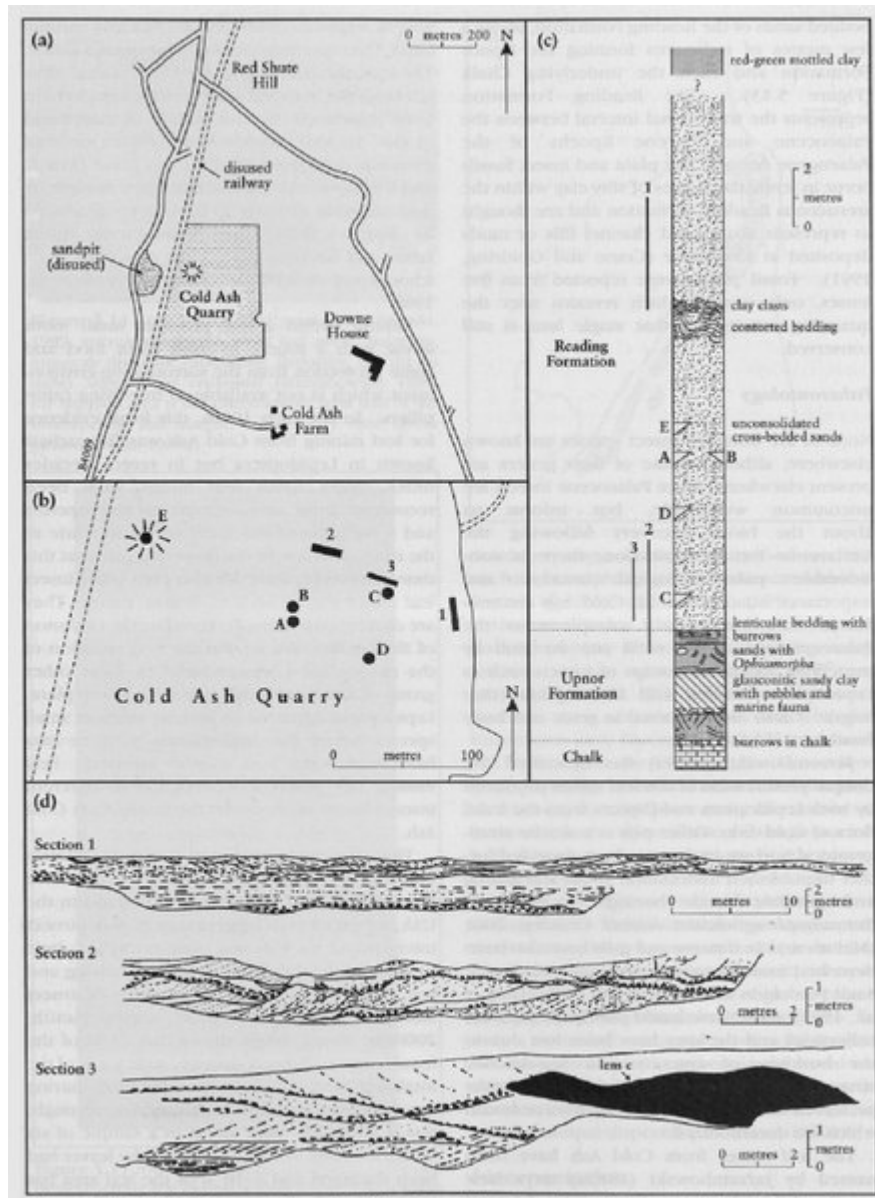 (a)
0 metres 200
N
Red Shute
Hill
disused
railway
sandpit
(disused)
Cold Ash
Quarry
Downe
House
Cold Ash
Farm
(b)
E
2
3
B
C
A
1
D
N
Cold Ash Quarry
0 metres 100
(c)
red-green mottled clay
?
2
metres
0
1
clay clasts
contorted bedding
Reading
Formation
E
unconsolidated
cross-bedded sands
A
B
D
2
3
C
lenticular bedding with
burrows
sands with
Ophiomorpha
glauconitic sandy clay
with pebbles and
marine fauna
Upnor
Formation
Chalk
burrows in chalk
(d)
Section 1
2
metres
0
0 metres 10
Section 2
1
metres
0
0 metres 2
Section 3
lens c
1
metres
0
0 metres 2